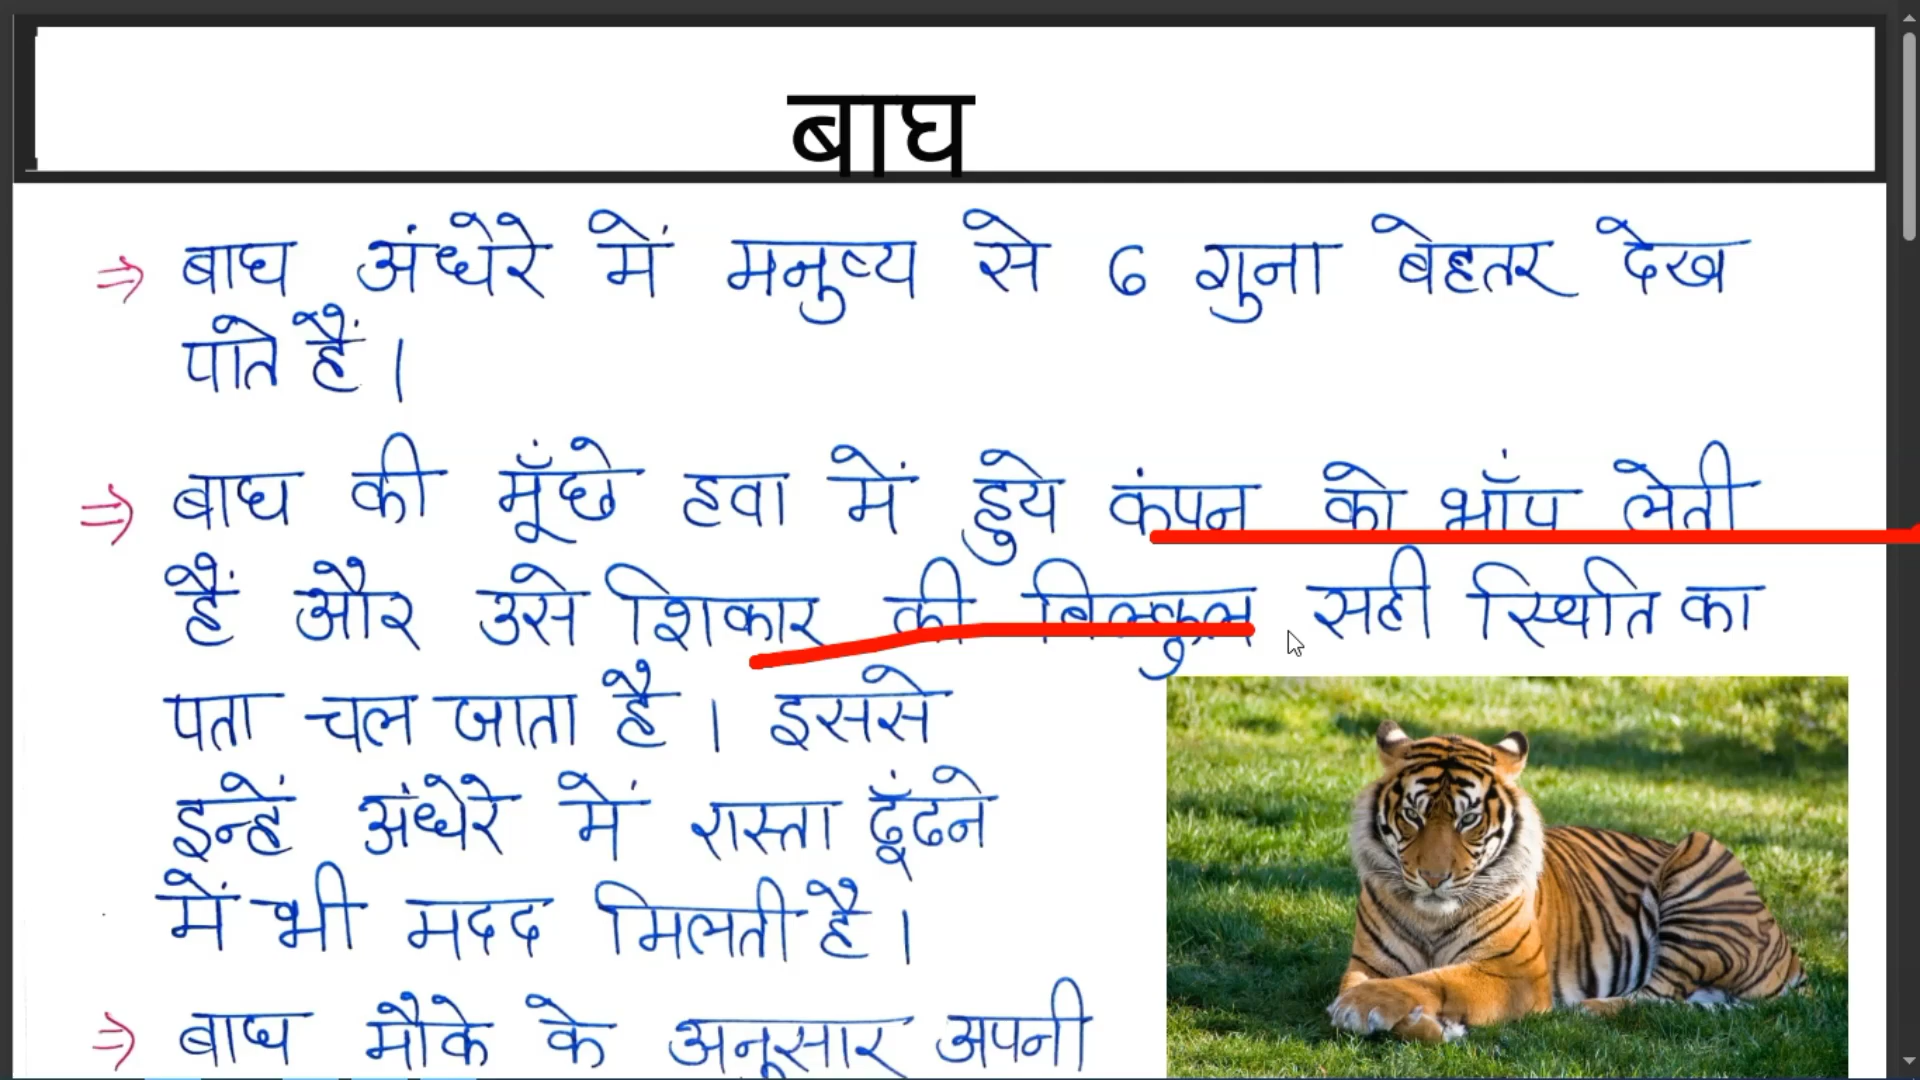 बाघ
⇒ बाघ अंधेरे में मनुष्य से 6 गुना बेहतर देख
पाते हैं।
⇒ बाघ की मूँछे हवा में हुये कंपन को भाँप लेती
हैं और उसे शिकार की बिल्कुल सही स्थिति का
पता चल जाता है। इससे
इन्हें अंधेरे में रास्ता ढूँढने
में भी मदद मिलती है।
⇒ बाघ मौके के अनुसार अपनी